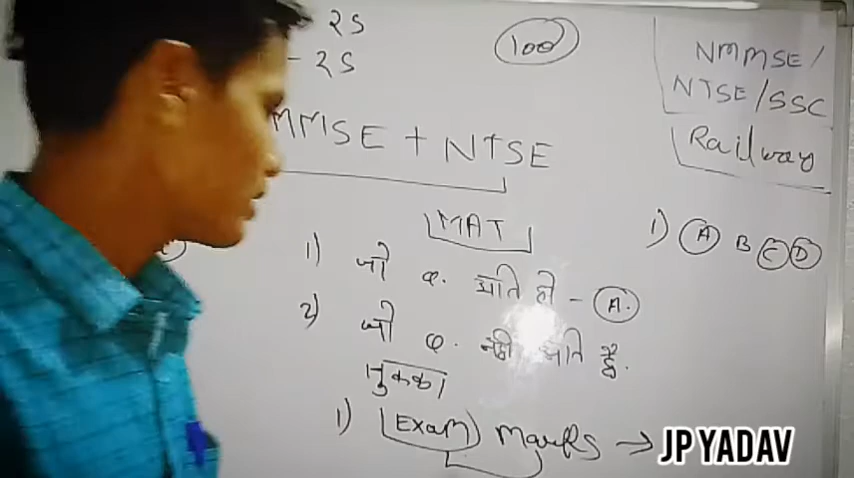 25
- 25
100
NMMSE/
NTSE/SSC
Railway
MMSE + NTSE
MAT
1) जो प्र. आते हो - A.
2) जो प्र. नहीं आते है.
तुक्का
1) Exam marks →
1) A B C D
JP YADAV